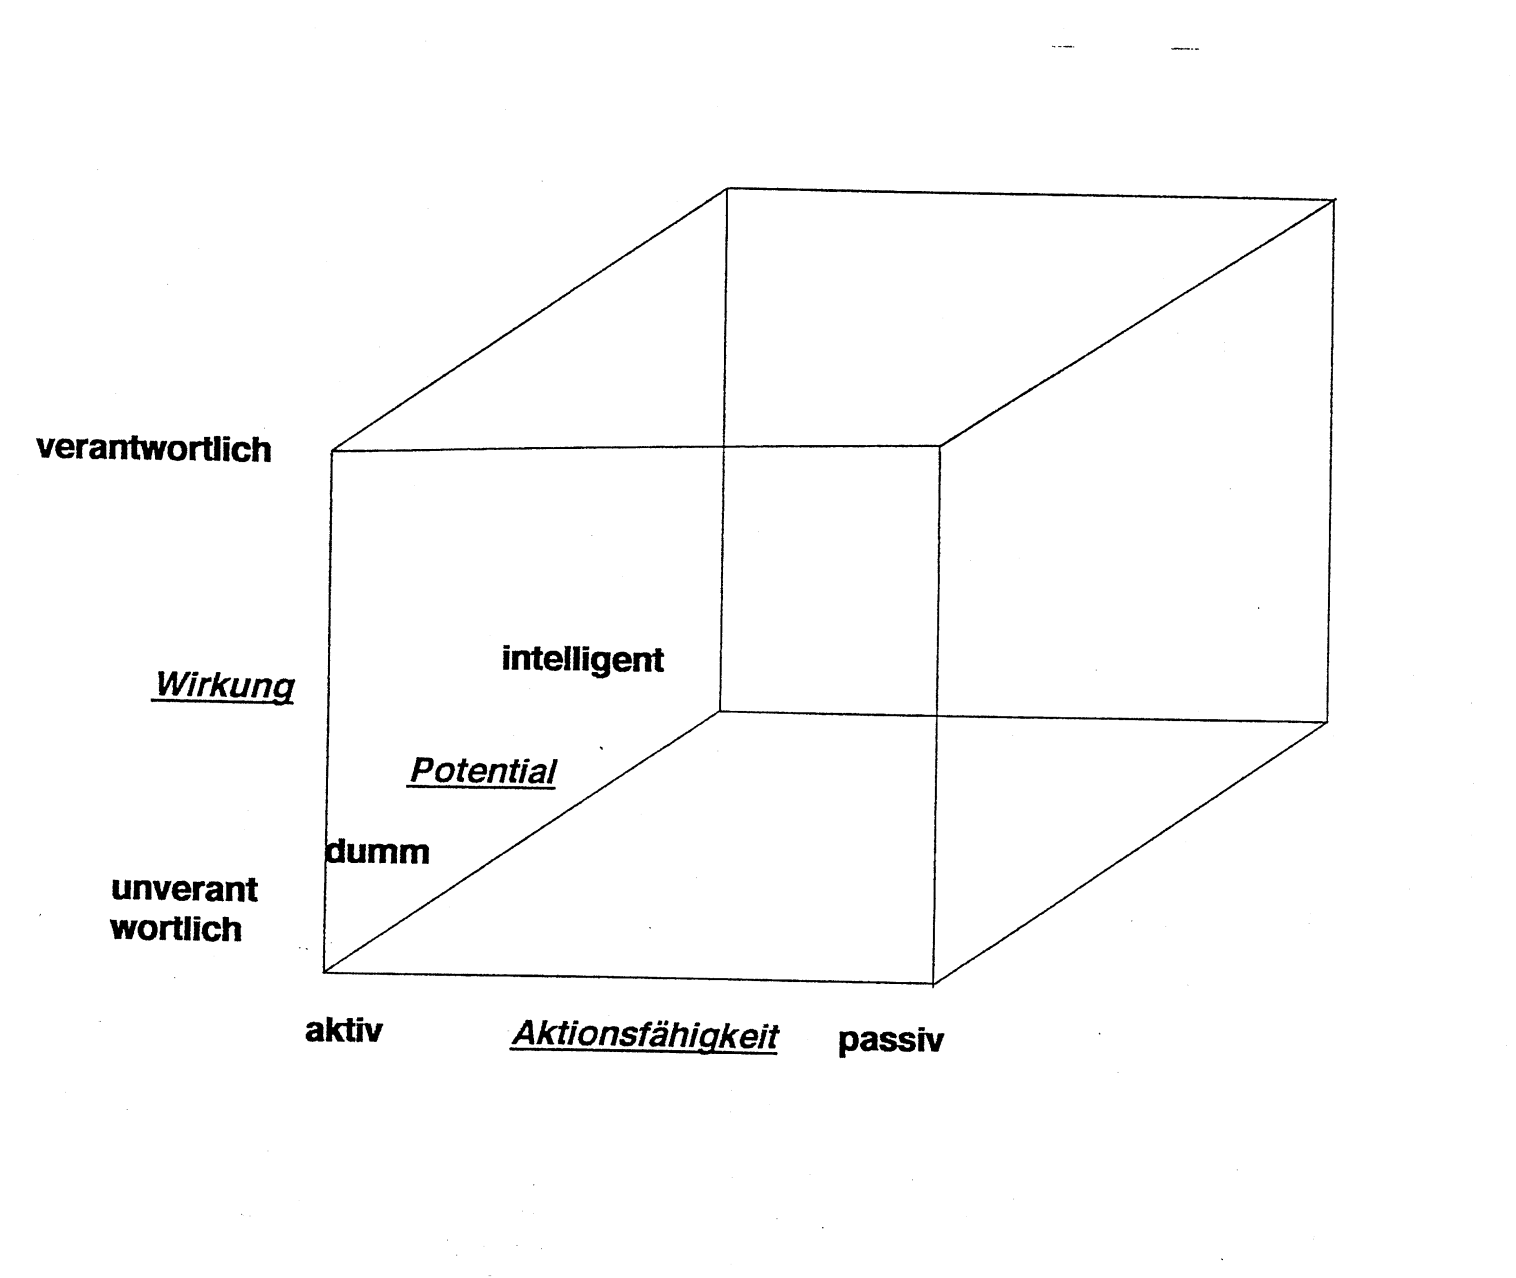 verantwortlich
intelligent
Wirkung
Potential
dumm
unverant
wortlich
aktiv
Aktionsfähigkeit
passiv